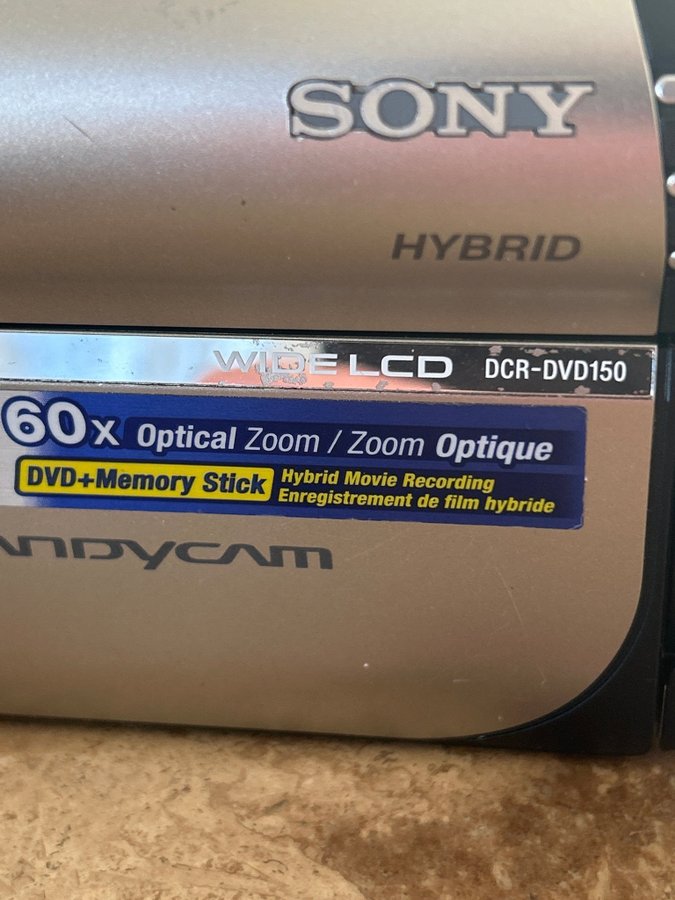 SONY
HYBRID
WIDE LCD DCR-DVD150
60x Optical Zoom / Zoom Optique
DVD+Memory Stick Hybrid Movie Recording
Enregistrement de film hybride
ANDYCAM